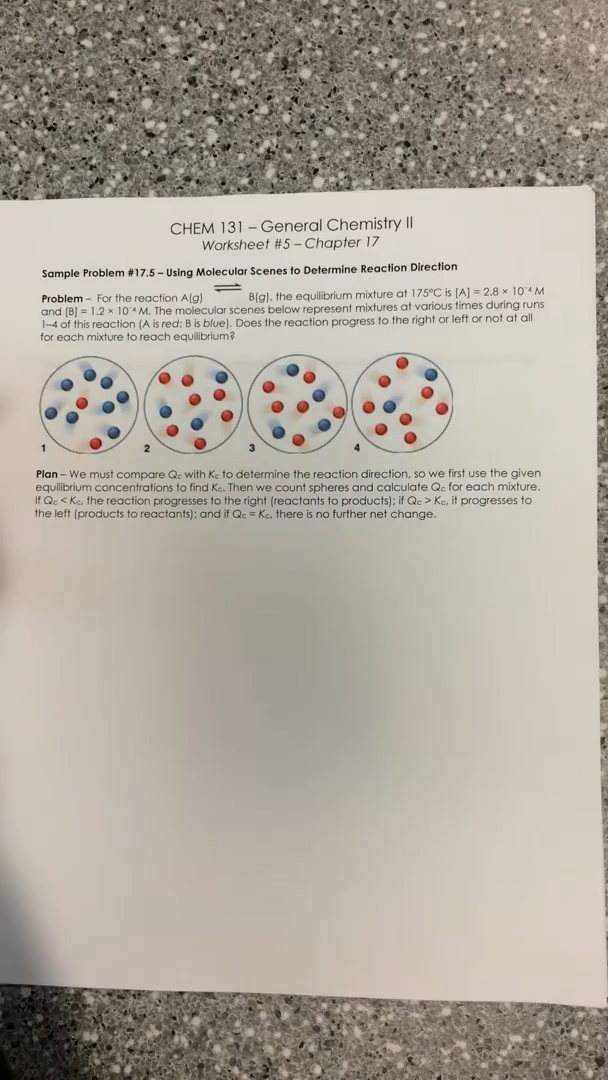 CHEM 131 – General Chemistry II
Worksheet #5 – Chapter 17
Sample Problem #17.5 – Using Molecular Scenes to Determine Reaction Direction
Problem – For the reaction A(g) ⇌ B(g), the equilibrium mixture at 175°C is [A] = 2.8 × 10⁻⁴ M
and [B] = 1.2 × 10⁻⁴ M. The molecular scenes below represent mixtures at various times during runs
1–4 of this reaction (A is red; B is blue). Does the reaction progress to the right or left or not at all
for each mixture to reach equilibrium?
1 2 3 4
Plan – We must compare Qc with Kc to determine the reaction direction, so we first use the given
equilibrium concentrations to find Kc. Then we count spheres and calculate Qc for each mixture.
If Qc < Kc, the reaction progresses to the right (reactants to products); if Qc > Kc, it progresses to
the left (products to reactants); and if Qc = Kc, there is no further net change.